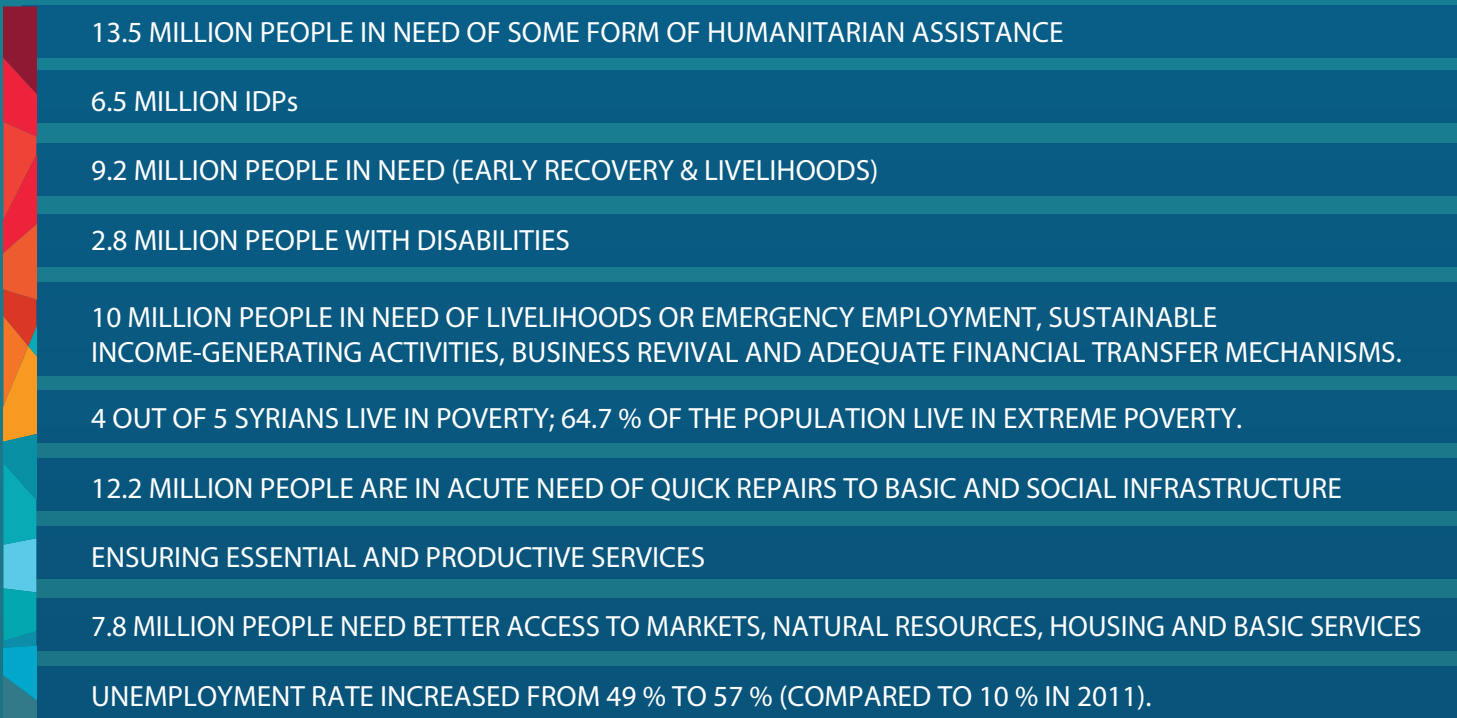 13.5 MILLION PEOPLE IN NEED OF SOME FORM OF HUMANITARIAN ASSISTANCE
6.5 MILLION IDPs
9.2 MILLION PEOPLE IN NEED (EARLY RECOVERY & LIVELIHOODS)
2.8 MILLION PEOPLE WITH DISABILITIES
10 MILLION PEOPLE IN NEED OF LIVELIHOODS OR EMERGENCY EMPLOYMENT, SUSTAINABLE
INCOME-GENERATING ACTIVITIES, BUSINESS REVIVAL AND ADEQUATE FINANCIAL TRANSFER MECHANISMS.
4 OUT OF 5 SYRIANS LIVE IN POVERTY; 64.7 % OF THE POPULATION LIVE IN EXTREME POVERTY.
12.2 MILLION PEOPLE ARE IN ACUTE NEED OF QUICK REPAIRS TO BASIC AND SOCIAL INFRASTRUCTURE
ENSURING ESSENTIAL AND PRODUCTIVE SERVICES
7.8 MILLION PEOPLE NEED BETTER ACCESS TO MARKETS, NATURAL RESOURCES, HOUSING AND BASIC SERVICES
UNEMPLOYMENT RATE INCREASED FROM 49 % TO 57 % (COMPARED TO 10 % IN 2011).